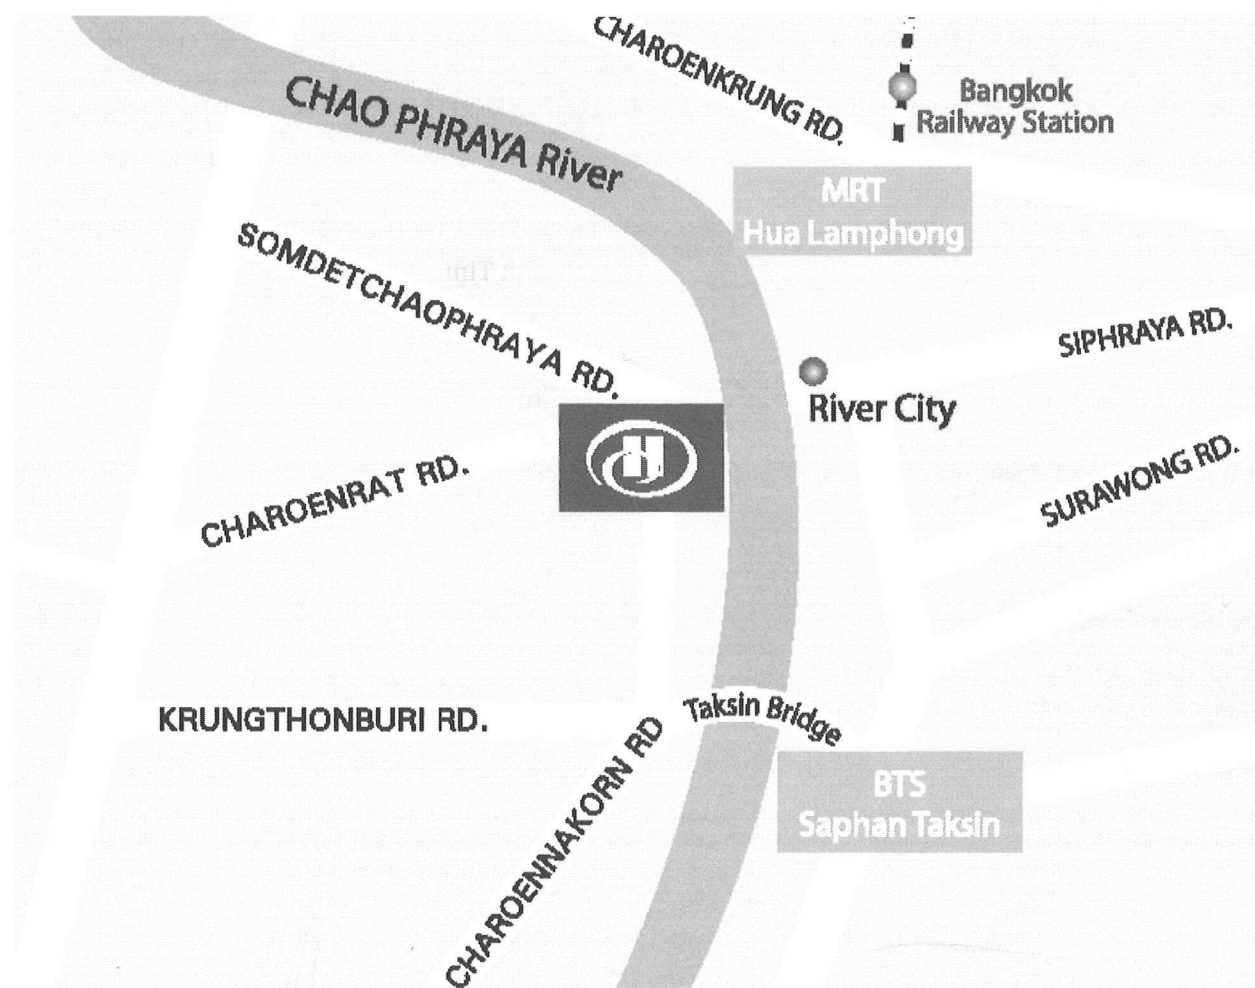 CHAROENKRUNG RD.
Bangkok
Railway Station
CHAO PHRAYA River
MRT
Hua Lamphong
SOMDETCHAOPHRAYA RD.
SIPHRAYA RD.
River City
CHAROENRAT RD.
SURAWONG RD.
KRUNGTHONBURI RD.
Taksin Bridge
CHAROENNAKORN RD
BTS
Saphan Taksin